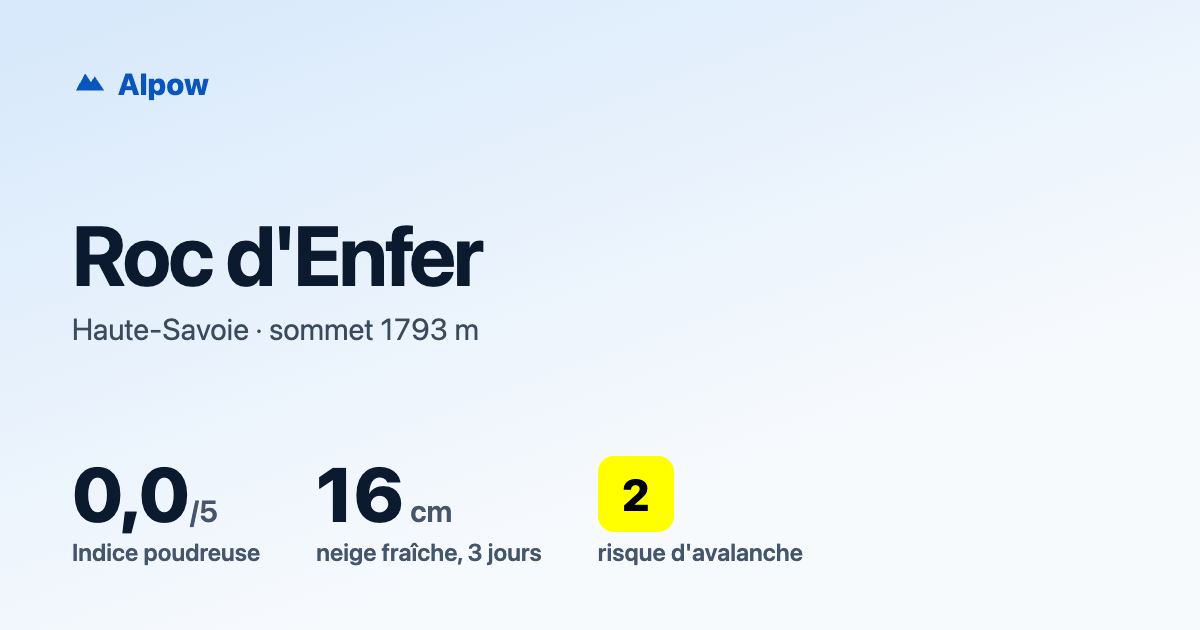 Alpow
Roc d'Enfer
Haute-Savoie · sommet 1793 m
0,0/5
Indice poudreuse
16 cm
neige fraîche, 3 jours
2
risque d'avalanche